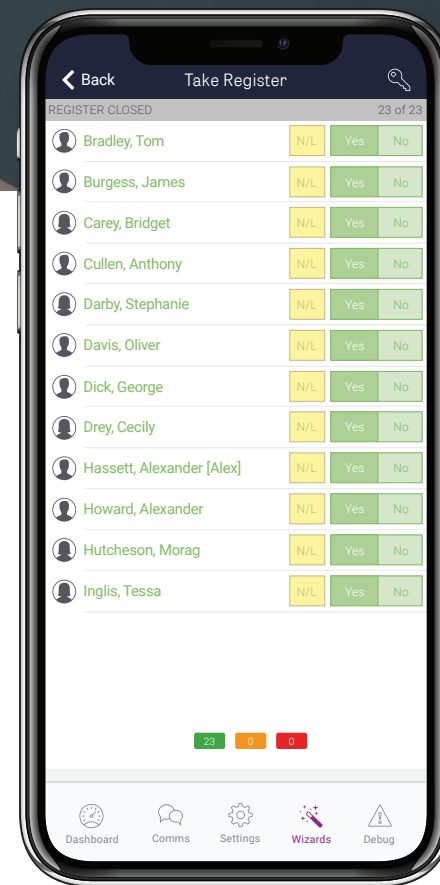 Back Take Register
REGISTER CLOSED 23 of 23
Bradley, Tom N/L Yes No
Burgess, James N/L Yes No
Carey, Bridget N/L Yes No
Cullen, Anthony N/L Yes No
Darby, Stephanie N/L Yes No
Davis, Oliver N/L Yes No
Dick, George N/L Yes No
Drey, Cecily N/L Yes No
Hassett, Alexander [Alex] N/L Yes No
Howard, Alexander N/L Yes No
Hutcheson, Morag N/L Yes No
Inglis, Tessa N/L Yes No
23 0 0
Dashboard Comms Settings Wizards Debug